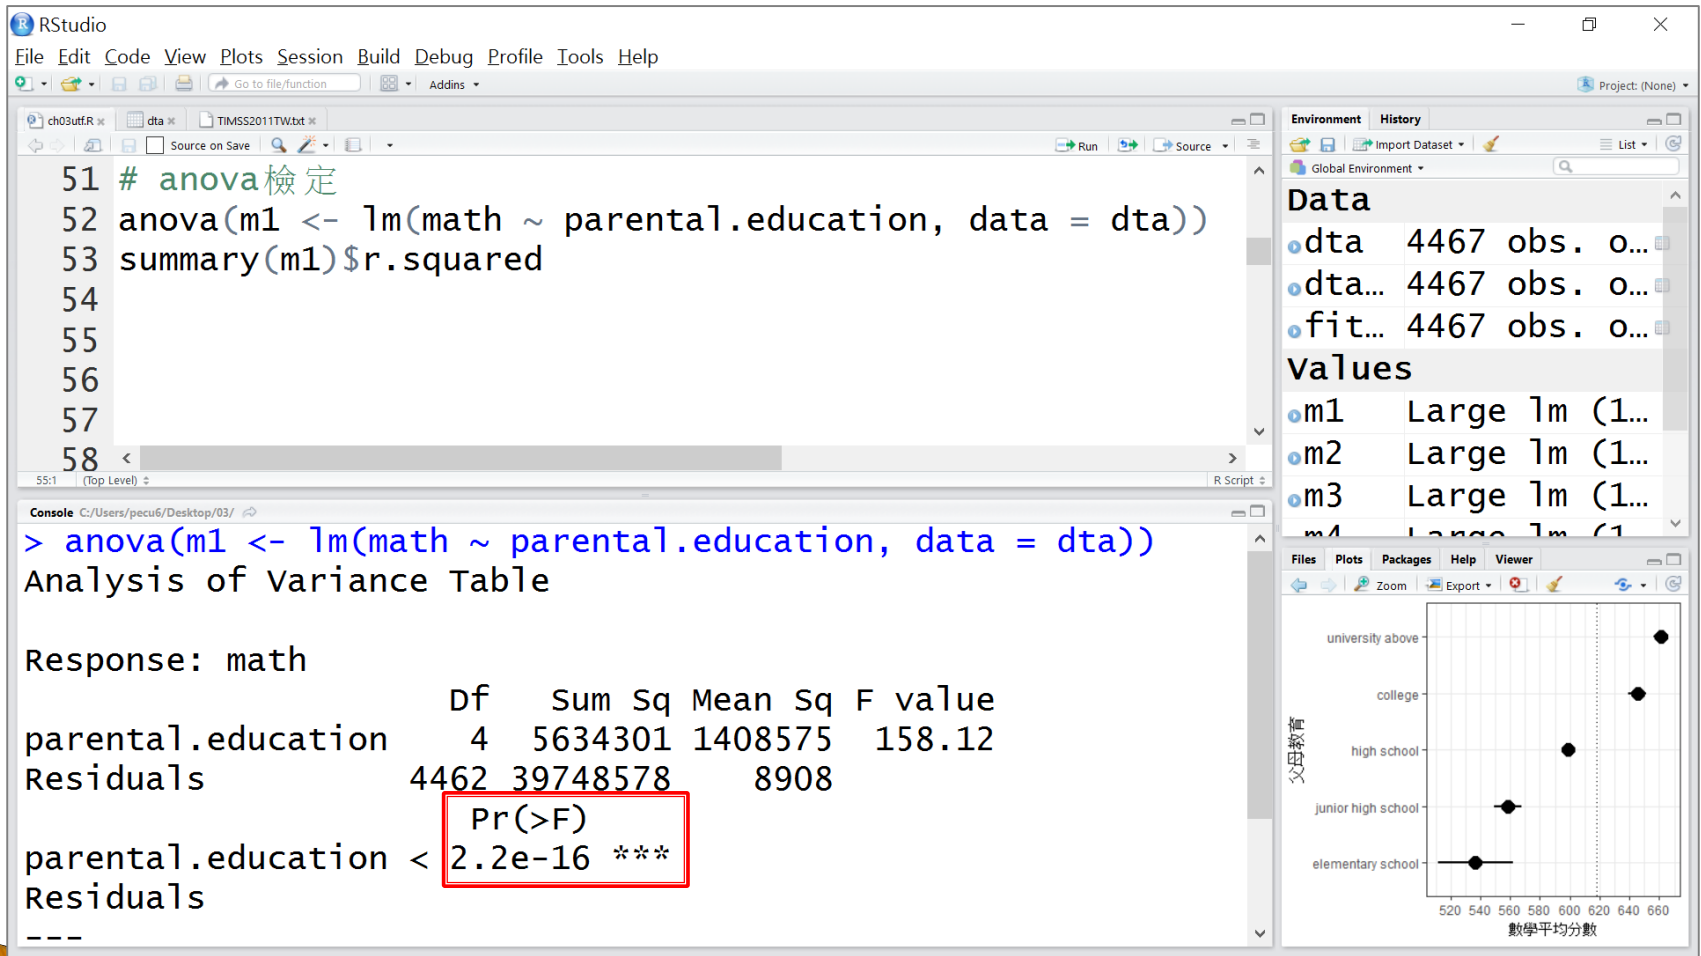 RStudio
File Edit Code View Plots Session Build Debug Profile Tools Help
Go to file/function Addins Project: (None)
ch03utf.R dta TIMSS2011TW.txt
Source on Save Run Source
51 # anova檢定
52 anova(m1 <- lm(math ~ parental.education, data = dta))
53 summary(m1)$r.squared
54
55
56
57
58
55:1 (Top Level) R Script
Console C:/Users/pecu6/Desktop/03/
> anova(m1 <- lm(math ~ parental.education, data = dta))
Analysis of Variance Table
Response: math
Df Sum Sq Mean Sq F value
parental.education 4 5634301 1408575 158.12
Residuals 4462 39748578 8908
Pr(>F)
parental.education < 2.2e-16 ***
Residuals
---
Environment History
Import Dataset List
Global Environment
Data
dta 4467 obs. o…
dta… 4467 obs. o…
fit… 4467 obs. o…
Values
m1 Large lm (1…
m2 Large lm (1…
m3 Large lm (1…
m4 Large lm (1…
Files Plots Packages Help Viewer
Zoom Export
父母教育
university above
college
high school
junior high school
elementary school
520 540 560 580 600 620 640 660
數學平均分數